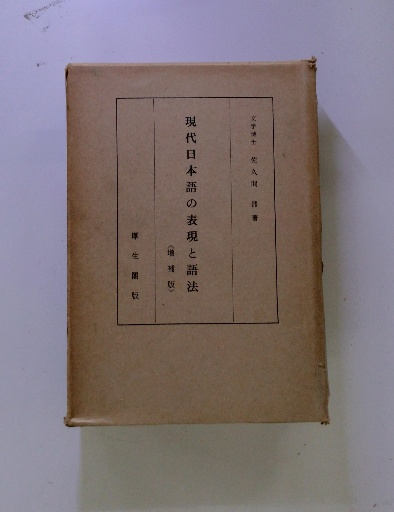 文学博士 佐久間 鼎 著
現代日本語の表現と語法
(増補版)
厚生閣版